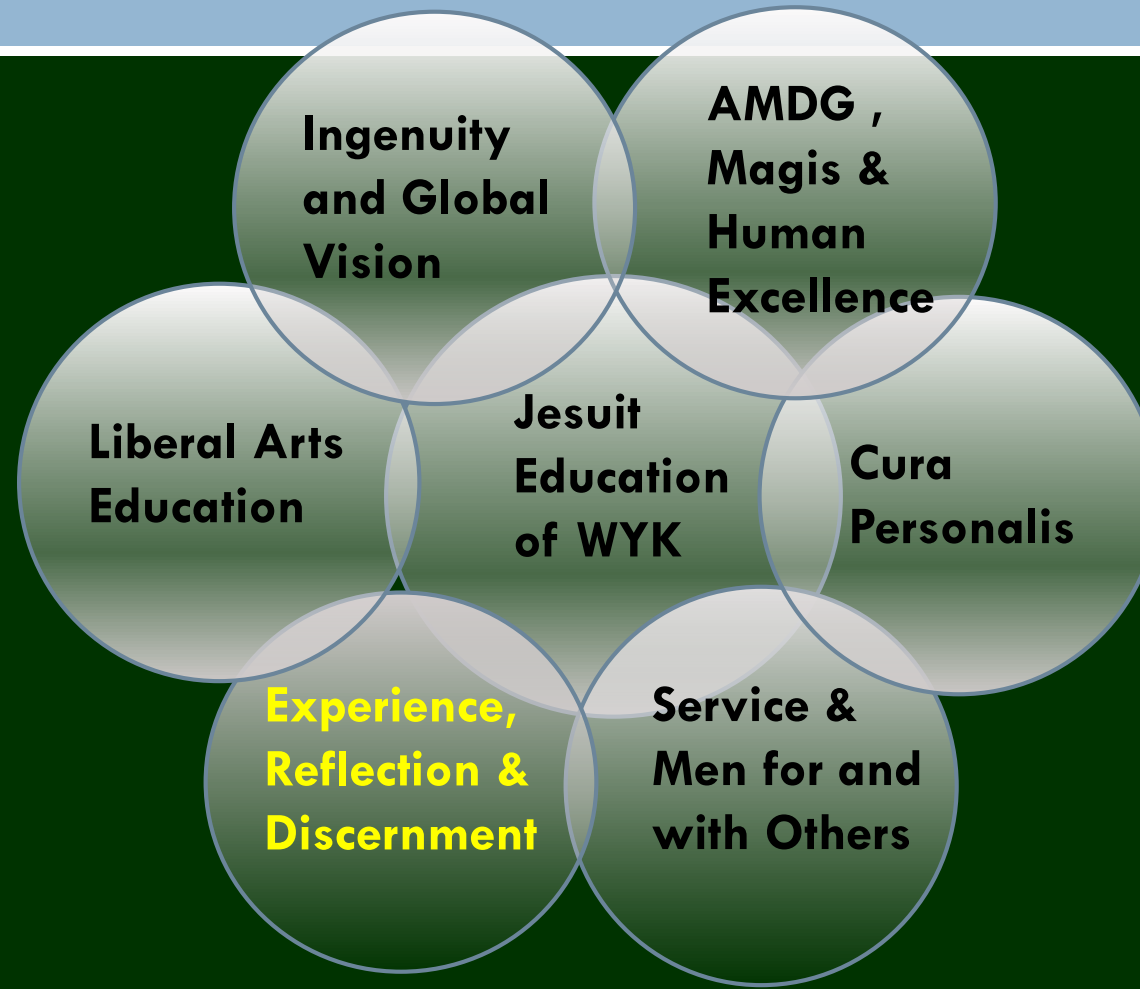 Ingenuity
and Global
Vision
AMDG ,
Magis &
Human
Excellence
Liberal Arts
Education
Jesuit
Education
of WYK
Cura
Personalis
Experience,
Reflection &
Discernment
Service &
Men for and
with Others